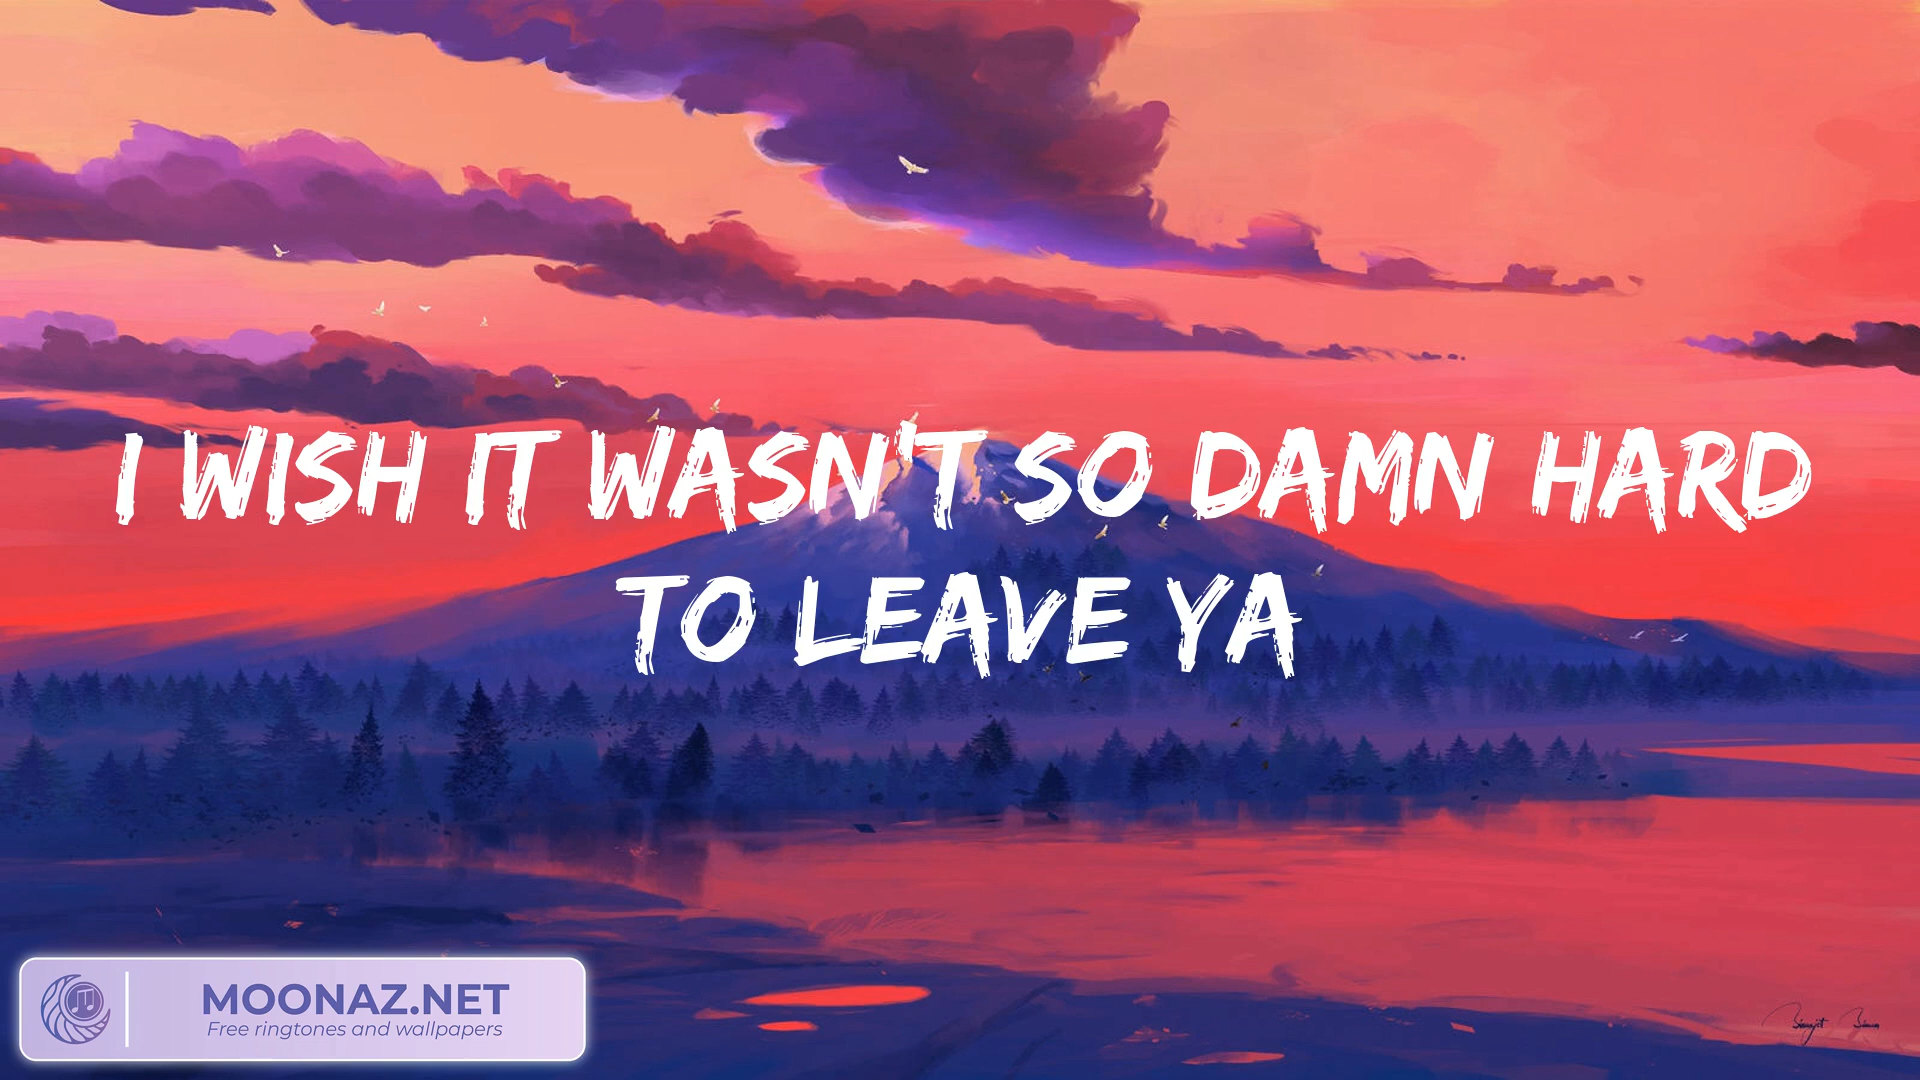 I WISH IT WASN'T SO DAMN HARD
TO LEAVE YA
MOONAZ.NET
Free ringtones and wallpapers